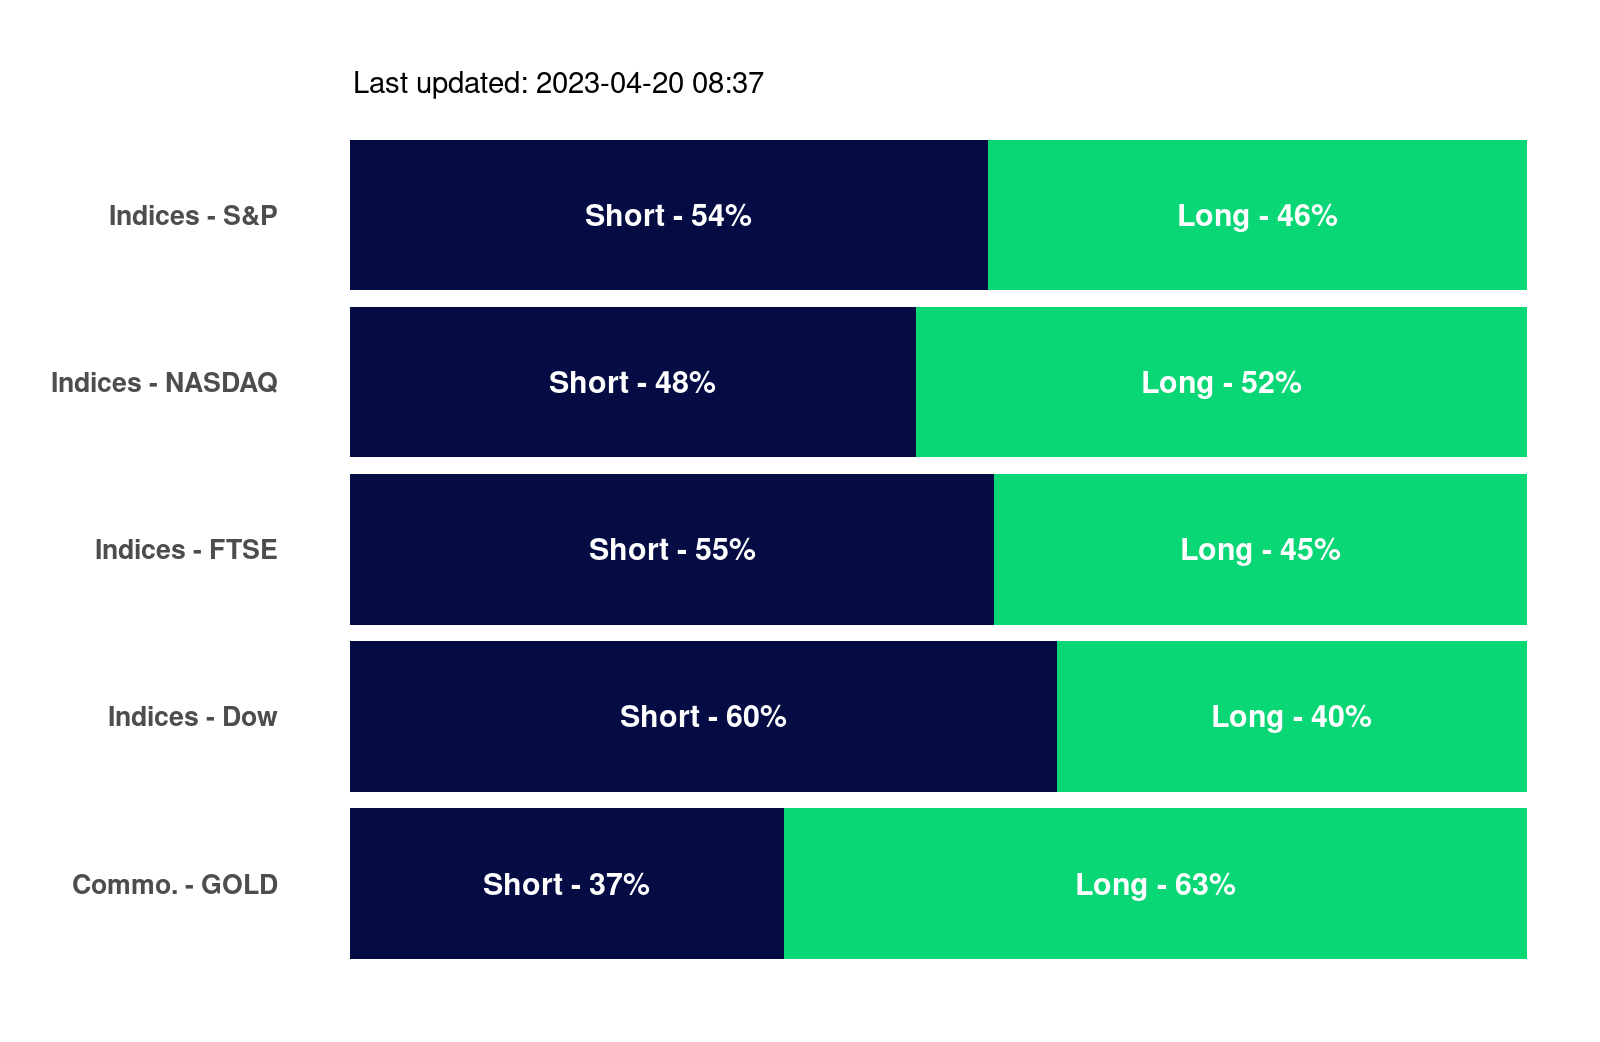 Last updated: 2023-04-20 08:37
Indices - S&P
Short - 54%
Long - 46%
Indices - NASDAQ
Short - 48%
Long - 52%
Indices - FTSE
Short - 55%
Long - 45%
Indices - Dow
Short - 60%
Long - 40%
Commo. - GOLD
Short - 37%
Long - 63%